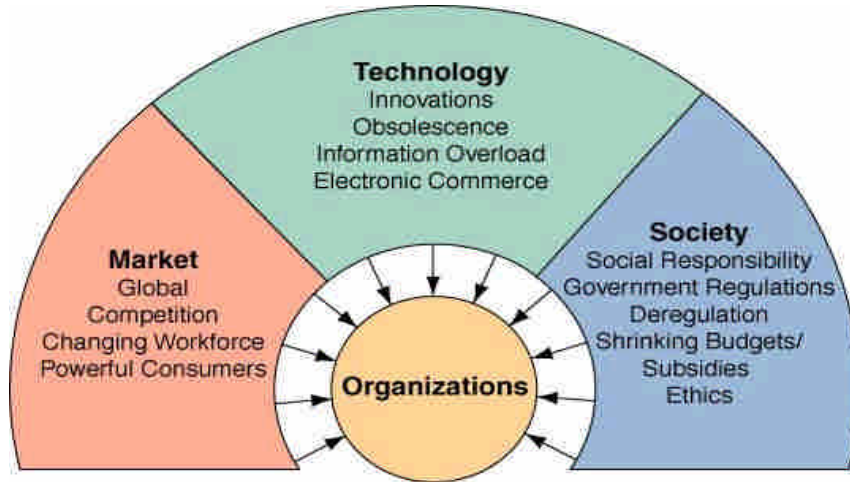 Technology
Innovations
Obsolescence
Information Overload
Electronic Commerce
Market
Global
Competition
Changing Workforce
Powerful Consumers
Society
Social Responsibility
Government Regulations
Deregulation
Shrinking Budgets/
Subsidies
Ethics
Organizations